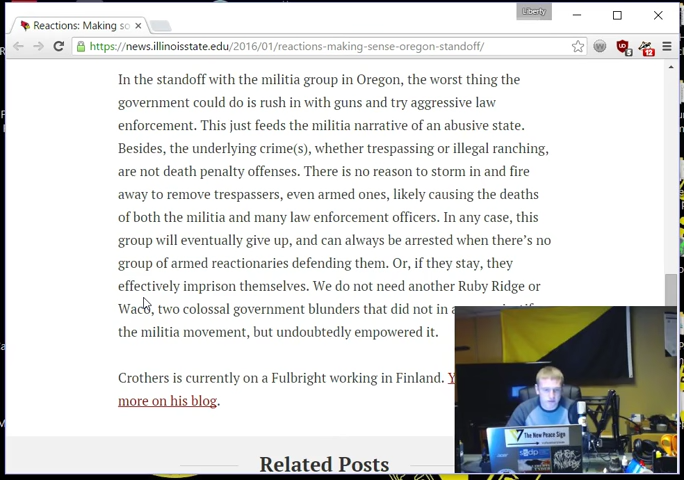 Liberty
Reactions: Making so
https://news.illinoisstate.edu/2016/01/reactions-making-sense-oregon-standoff/
12
In the standoff with the militia group in Oregon, the worst thing the
government could do is rush in with guns and try aggressive law
enforcement. This just feeds the militia narrative of an abusive state.
Besides, the underlying crime(s), whether trespassing or illegal ranching,
are not death penalty offenses. There is no reason to storm in and fire
away to remove trespassers, even armed ones, likely causing the deaths
of both the militia and many law enforcement officers. In any case, this
group will eventually give up, and can always be arrested when there's no
group of armed reactionaries defending them. Or, if they stay, they
effectively imprison themselves. We do not need another Ruby Ridge or
Waco, two colossal government blunders that did not in
the militia movement, but undoubtedly empowered it.
Crothers is currently on a Fulbright working in Finland.
more on his blog.
The New Peace Sign
Related Posts